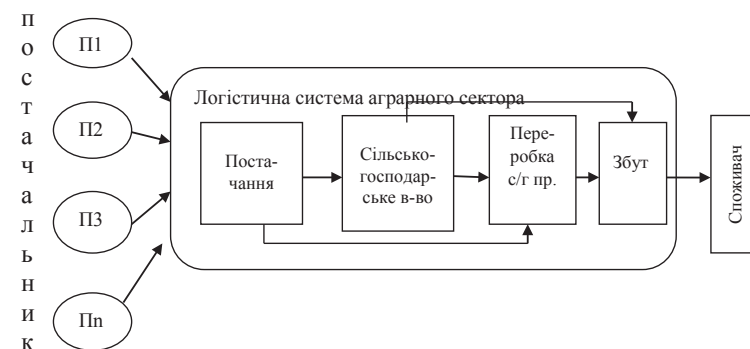 постачальник
П1
П2
П3
Пn
Логістична система аграрного сектора
Поста-
чання
Сільсько-
господар-
ське в-во
Пере-
робка
с/г пр.
Збут
Споживач